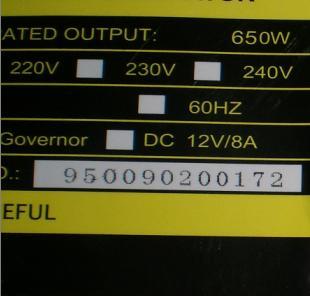 ATED OUTPUT: 650W
220V 230V 240V
60HZ
Governor DC 12V/8A
O.: 950090200172
EFUL